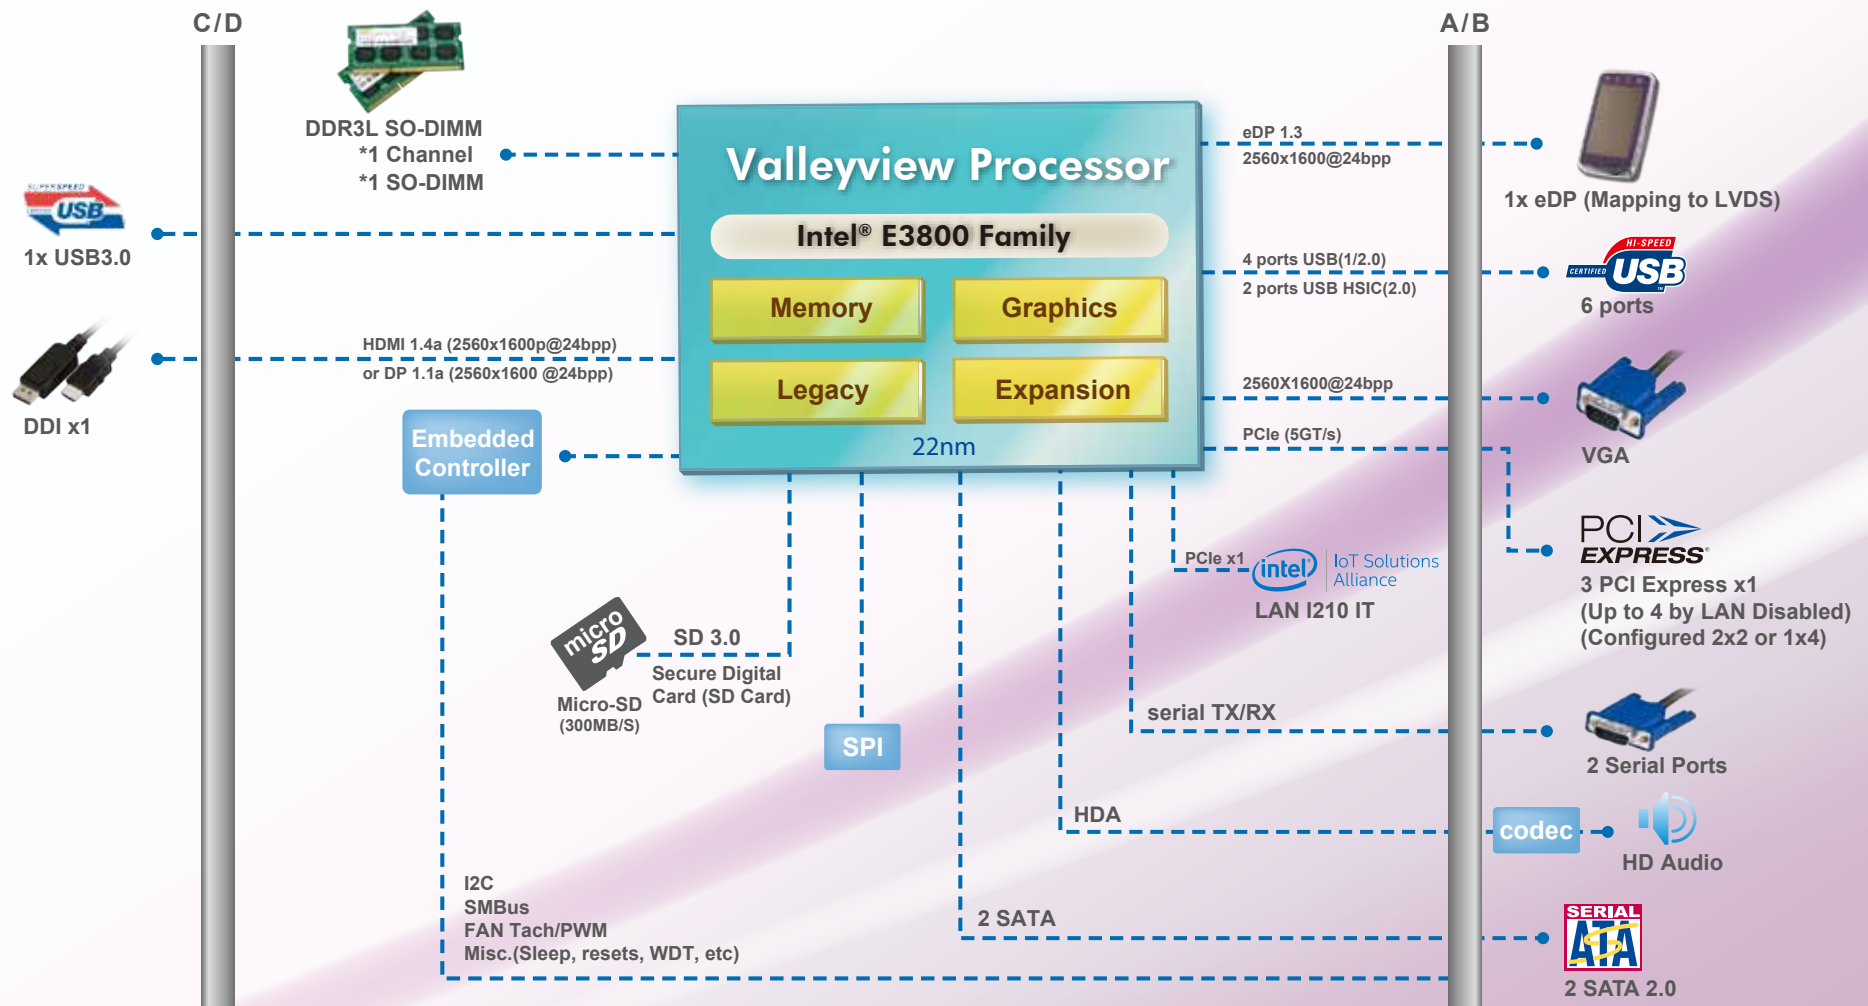 C/D
A/B
DDR3L SO-DIMM
*1 Channel
*1 SO-DIMM
SUPERSPEED
USB
1x USB3.0
HDMI 1.4a (2560x1600p@24bpp)
or DP 1.1a (2560x1600 @24bpp)
DDI x1
Embedded
Controller
Valleyview Processor
Intel® E3800 Family
Memory
Graphics
Legacy
Expansion
22nm
eDP 1.3
2560x1600@24bpp
1x eDP (Mapping to LVDS)
4 ports USB(1/2.0)
2 ports USB HSIC(2.0)
HI-SPEED
CERTIFIED
USB
TM
6 ports
2560X1600@24bpp
VGA
PCIe (5GT/s)
PCI
EXPRESS®
3 PCI Express x1
(Up to 4 by LAN Disabled)
(Configured 2x2 or 1x4)
PCIe x1
intel
IoT Solutions
Alliance
LAN I210 IT
micro
SD
SD 3.0
Secure Digital
Card (SD Card)
Micro-SD
(300MB/S)
SPI
serial TX/RX
2 Serial Ports
HDA
codec
HD Audio
I2C
SMBus
FAN Tach/PWM
Misc.(Sleep, resets, WDT, etc)
2 SATA
SERIAL
ATA
2 SATA 2.0